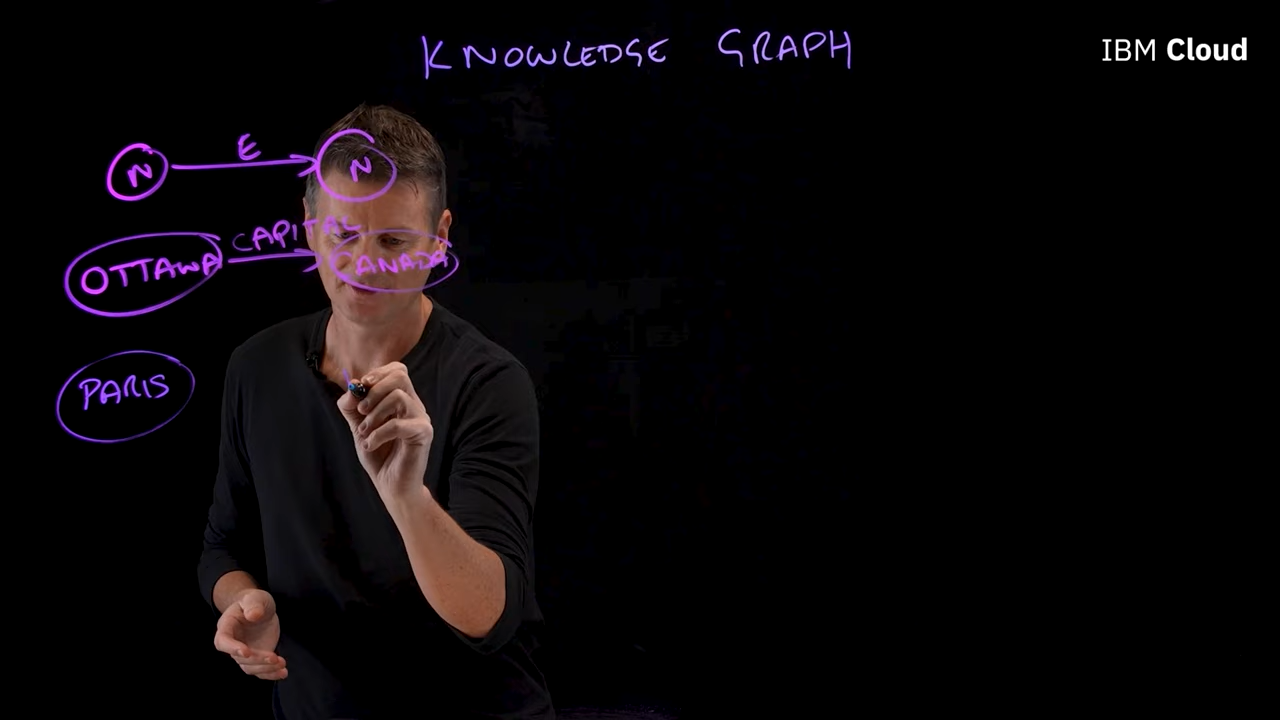 KNOWLEDGE GRAPH
IBM Cloud
N E N
OTTAWA CAPITAL CANADA
PARIS